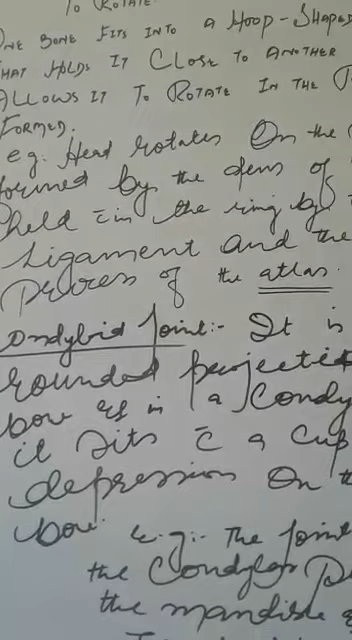 TO ROTATE
ONE BONE FITS INTO A HOOP-SHAPED
THAT HOLDS IT CLOSE TO ANOTHER
ALLOWS IT TO ROTATE IN THE
FORMED.
e.g. Head rotates On the
formed by the dens of
held c̄in the ring by
Ligament and the
Process of the atlas.
Condyloid Joint:- It is
rounded projection
bone of in a Condy
it sits c̄ a cup
depression On the
bone.
e.g:- The Joint
the Condylar
the mandible